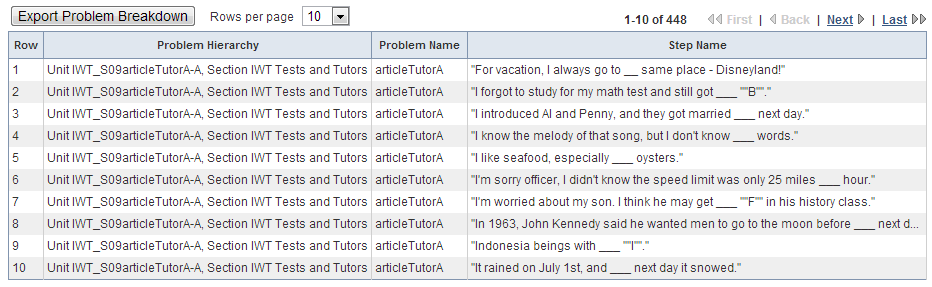 Export Problem Breakdown Rows per page 10 1-10 of 448 First | Back | Next | Last
Row Problem Hierarchy Problem Name Step Name
1 Unit IWT_S09articleTutorA-A, Section IWT Tests and Tutors articleTutorA "For vacation, I always go to __ same place - Disneyland!"
2 Unit IWT_S09articleTutorA-A, Section IWT Tests and Tutors articleTutorA "I forgot to study for my math test and still got ___ ""B""."
3 Unit IWT_S09articleTutorA-A, Section IWT Tests and Tutors articleTutorA "I introduced Al and Penny, and they got married ___ next day."
4 Unit IWT_S09articleTutorA-A, Section IWT Tests and Tutors articleTutorA "I know the melody of that song, but I don't know ___ words."
5 Unit IWT_S09articleTutorA-A, Section IWT Tests and Tutors articleTutorA "I like seafood, especially ___ oysters."
6 Unit IWT_S09articleTutorA-A, Section IWT Tests and Tutors articleTutorA "I'm sorry officer, I didn't know the speed limit was only 25 miles ___ hour."
7 Unit IWT_S09articleTutorA-A, Section IWT Tests and Tutors articleTutorA "I'm worried about my son. I think he may get ___ ""F"" in his history class."
8 Unit IWT_S09articleTutorA-A, Section IWT Tests and Tutors articleTutorA "In 1963, John Kennedy said he wanted men to go to the moon before ___ next d...
9 Unit IWT_S09articleTutorA-A, Section IWT Tests and Tutors articleTutorA "Indonesia beings with ___ ""I""."
10 Unit IWT_S09articleTutorA-A, Section IWT Tests and Tutors articleTutorA "It rained on July 1st, and ___ next day it snowed."